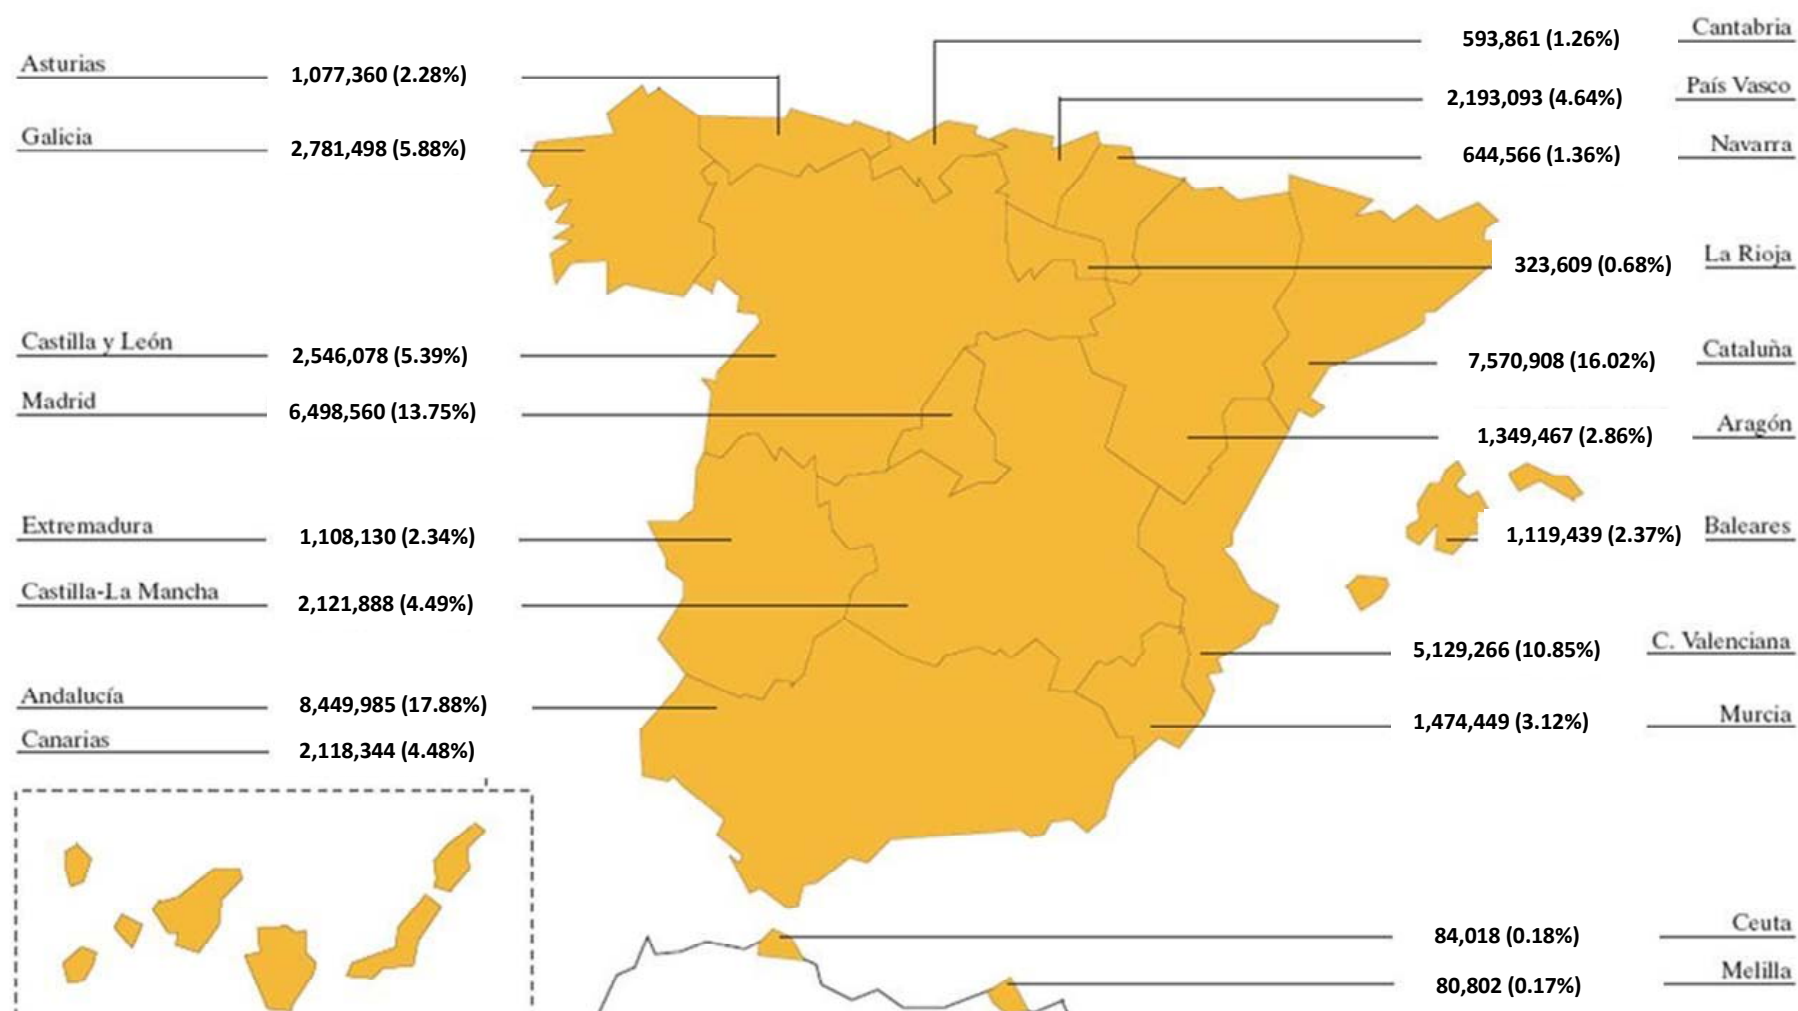 Asturias 1,077,360 (2.28%)
Galicia 2,781,498 (5.88%)
Castilla y León 2,546,078 (5.39%)
Madrid 6,498,560 (13.75%)
Extremadura 1,108,130 (2.34%)
Castilla-La Mancha 2,121,888 (4.49%)
Andalucía 8,449,985 (17.88%)
Canarias 2,118,344 (4.48%)
593,861 (1.26%) Cantabria
2,193,093 (4.64%) País Vasco
644,566 (1.36%) Navarra
323,609 (0.68%) La Rioja
7,570,908 (16.02%) Cataluña
1,349,467 (2.86%) Aragón
1,119,439 (2.37%) Baleares
5,129,266 (10.85%) C. Valenciana
1,474,449 (3.12%) Murcia
84,018 (0.18%) Ceuta
80,802 (0.17%) Melilla